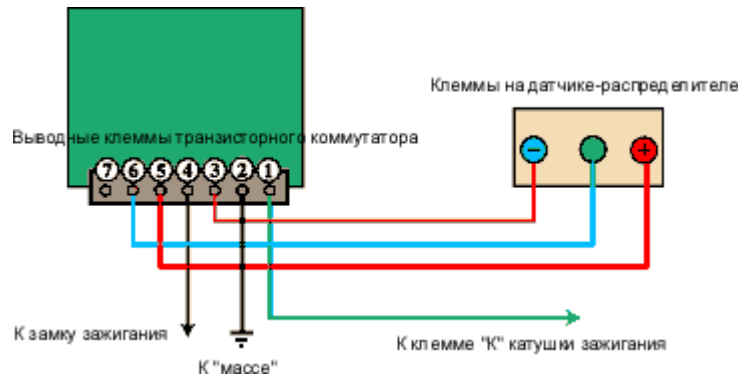 Клеммы на датчике-распределителе
Выводные клеммы транзисторного коммутатора
− +
7 6 5 4 3 2 1
К замку зажигания
К клемме "К" катушки зажигания
К "массе"